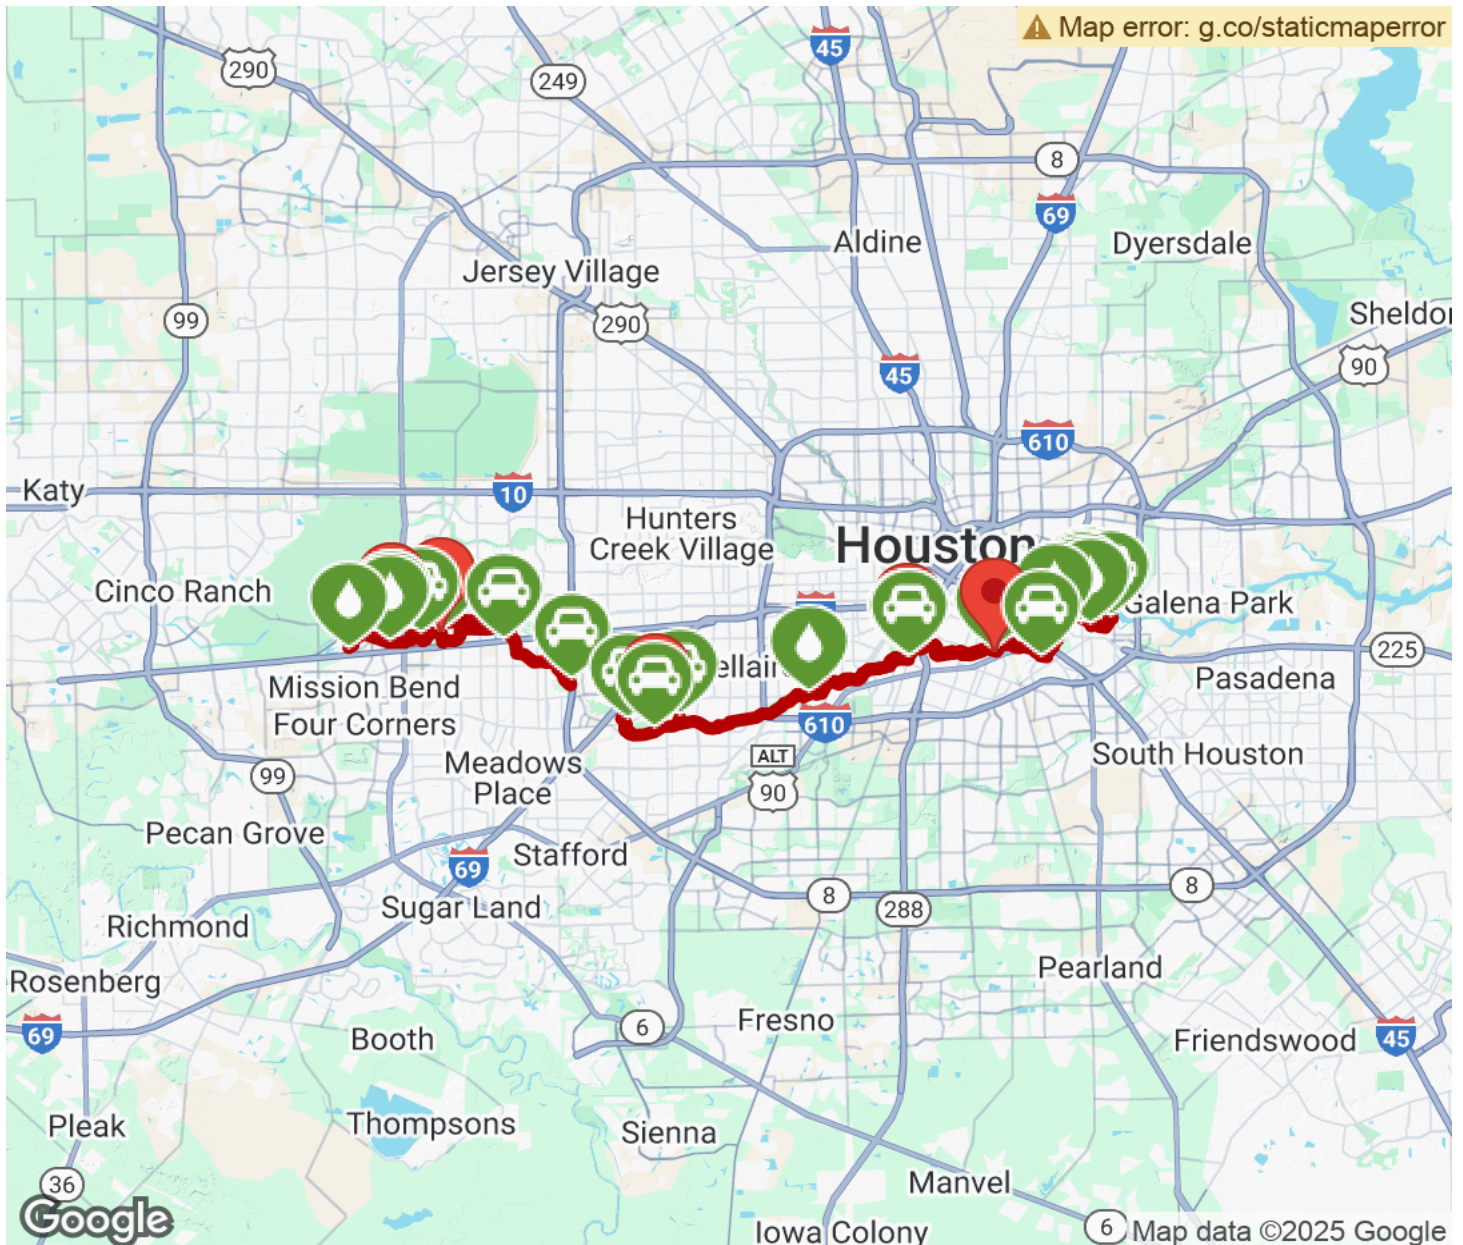 Map error: g.co/staticmaperror
45
290
249
8
69
Aldine
Dyersdale
Jersey Village
99
290
Sheldor
90
45
610
Katy
10
Hunters
Creek Village
Houston
Cinco Ranch
Galena Park
225
ellair
Pasadena
Mission Bend
Four Corners
610
South Houston
Meadows
Place
ALT
90
99
Pecan Grove
Stafford
69
8
8
288
Sugar Land
Richmond
Pearland
Rosenberg
69
6
Fresno
Booth
Friendswood
45
Pleak
Thompsons
Sienna
36
Manvel
Google
Iowa Colony
6
Map data ©2025 Google